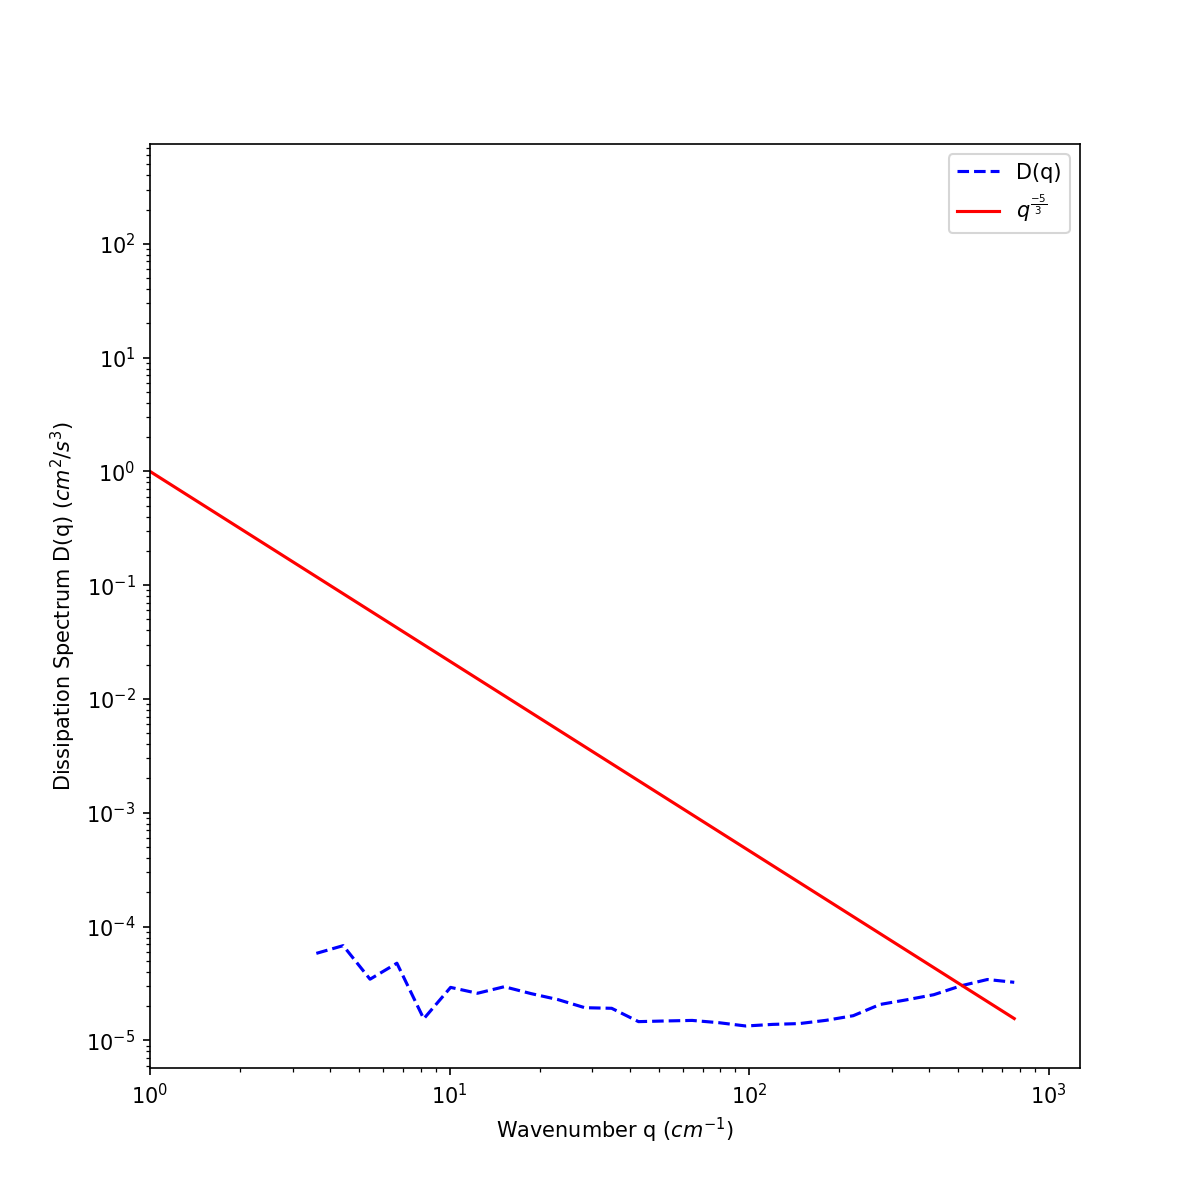 D(q)
$q^{\frac{-5}{3}}$
Dissipation Spectrum D(q) ($cm^2/s^3$)
$10^2$
$10^1$
$10^0$
$10^{-1}$
$10^{-2}$
$10^{-3}$
$10^{-4}$
$10^{-5}$
$10^0$ $10^1$ $10^2$ $10^3$
Wavenumber q ($cm^{-1}$)